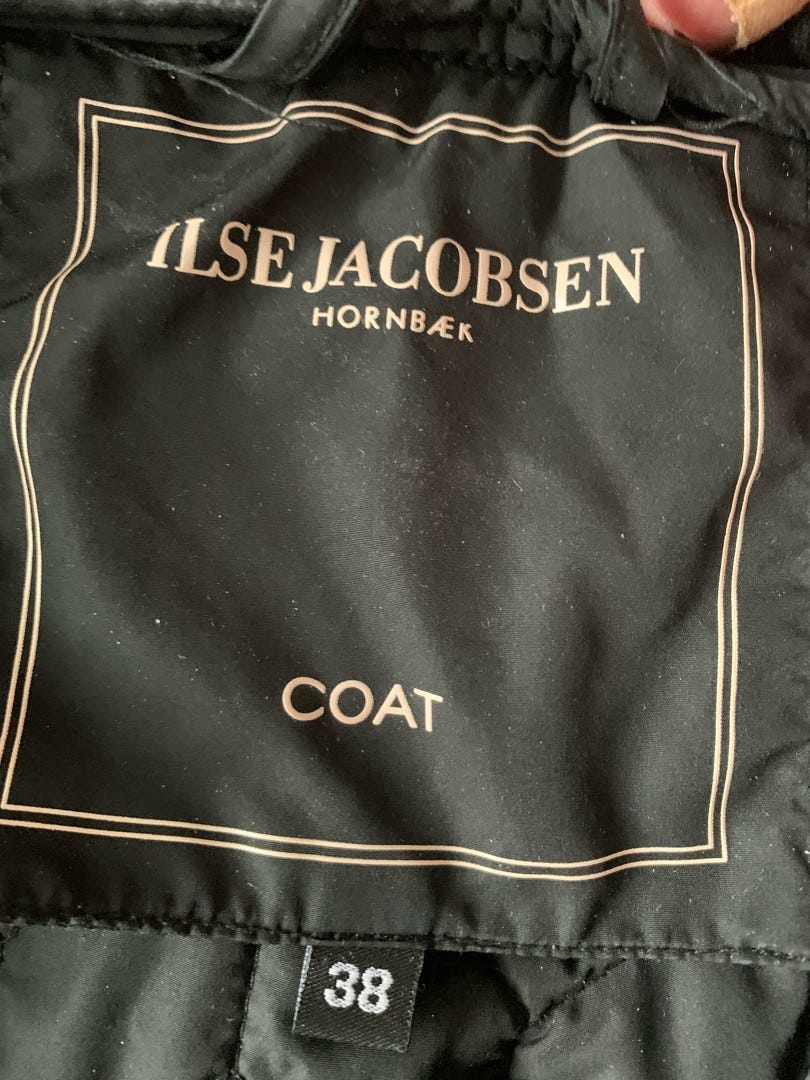 ILSE JACOBSEN
HORNBÆK
COAT
38